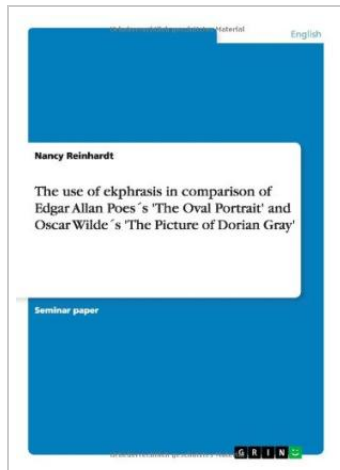 English
Nancy Reinhardt
The use of ekphrasis in comparison of
Edgar Allan Poes´s 'The Oval Portrait' and
Oscar Wilde´s 'The Picture of Dorian Gray'
Seminar paper
GRIN